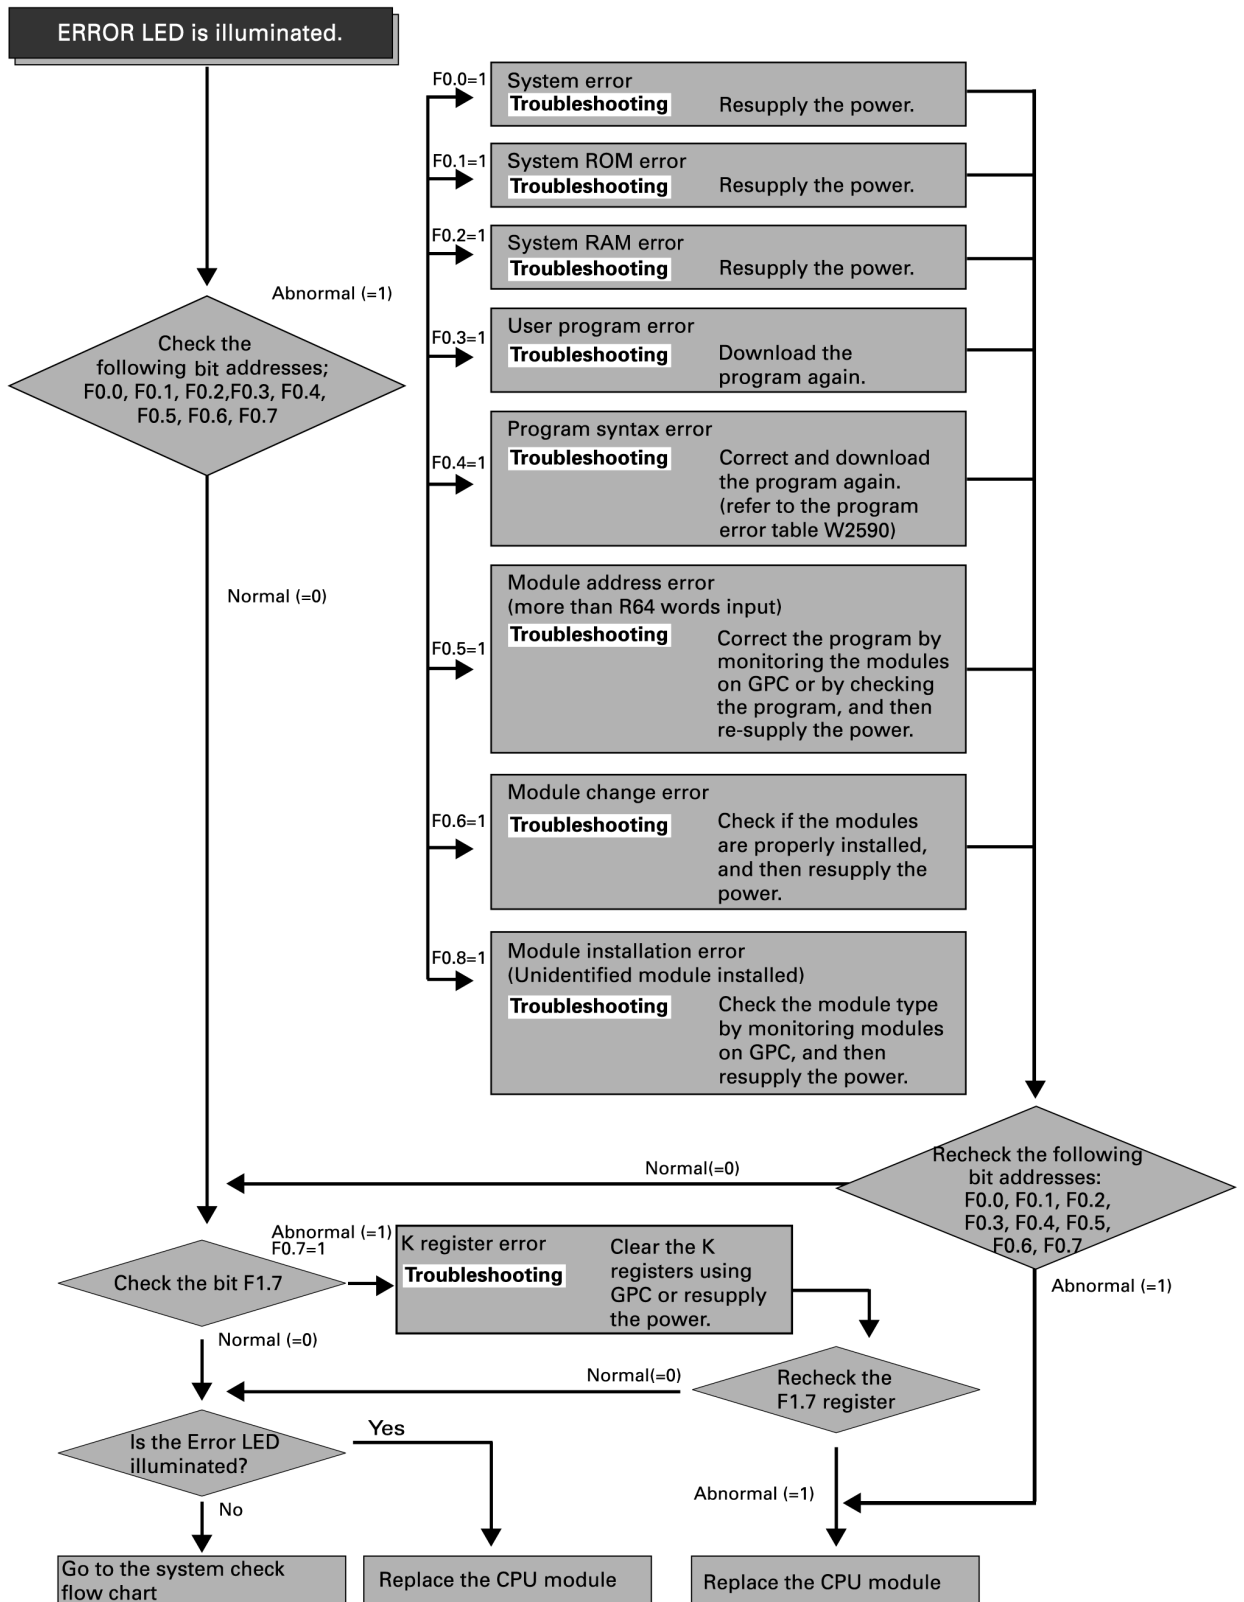 ERROR LED is illuminated.
F0.0=1
System error
Troubleshooting Resupply the power.
F0.1=1
System ROM error
Troubleshooting Resupply the power.
F0.2=1
System RAM error
Troubleshooting Resupply the power.
Abnormal (=1)
Check the
following bit addresses;
F0.0, F0.1, F0.2,F0.3, F0.4,
F0.5, F0.6, F0.7
F0.3=1
User program error
Troubleshooting Download the
program again.
F0.4=1
Program syntax error
Troubleshooting Correct and download
the program again.
(refer to the program
error table W2590)
Normal (=0)
F0.5=1
Module address error
(more than R64 words input)
Troubleshooting Correct the program by
monitoring the modules
on GPC or by checking
the program, and then
re-supply the power.
F0.6=1
Module change error
Troubleshooting Check if the modules
are properly installed,
and then resupply the
power.
F0.8=1
Module installation error
(Unidentified module installed)
Troubleshooting Check the module type
by monitoring modules
on GPC, and then
resupply the power.
Recheck the following
bit addresses:
F0.0, F0.1, F0.2,
F0.3, F0.4, F0.5,
F0.6, F0.7
Normal(=0)
Abnormal (=1)
Check the bit F1.7
Abnormal (=1)
F0.7=1
K register error
Troubleshooting
Clear the K
registers using
GPC or resupply
the power.
Normal (=0)
Recheck the
F1.7 register
Normal(=0)
Is the Error LED
illuminated?
Yes
No
Abnormal (=1)
Go to the system check
flow chart
Replace the CPU module
Replace the CPU module